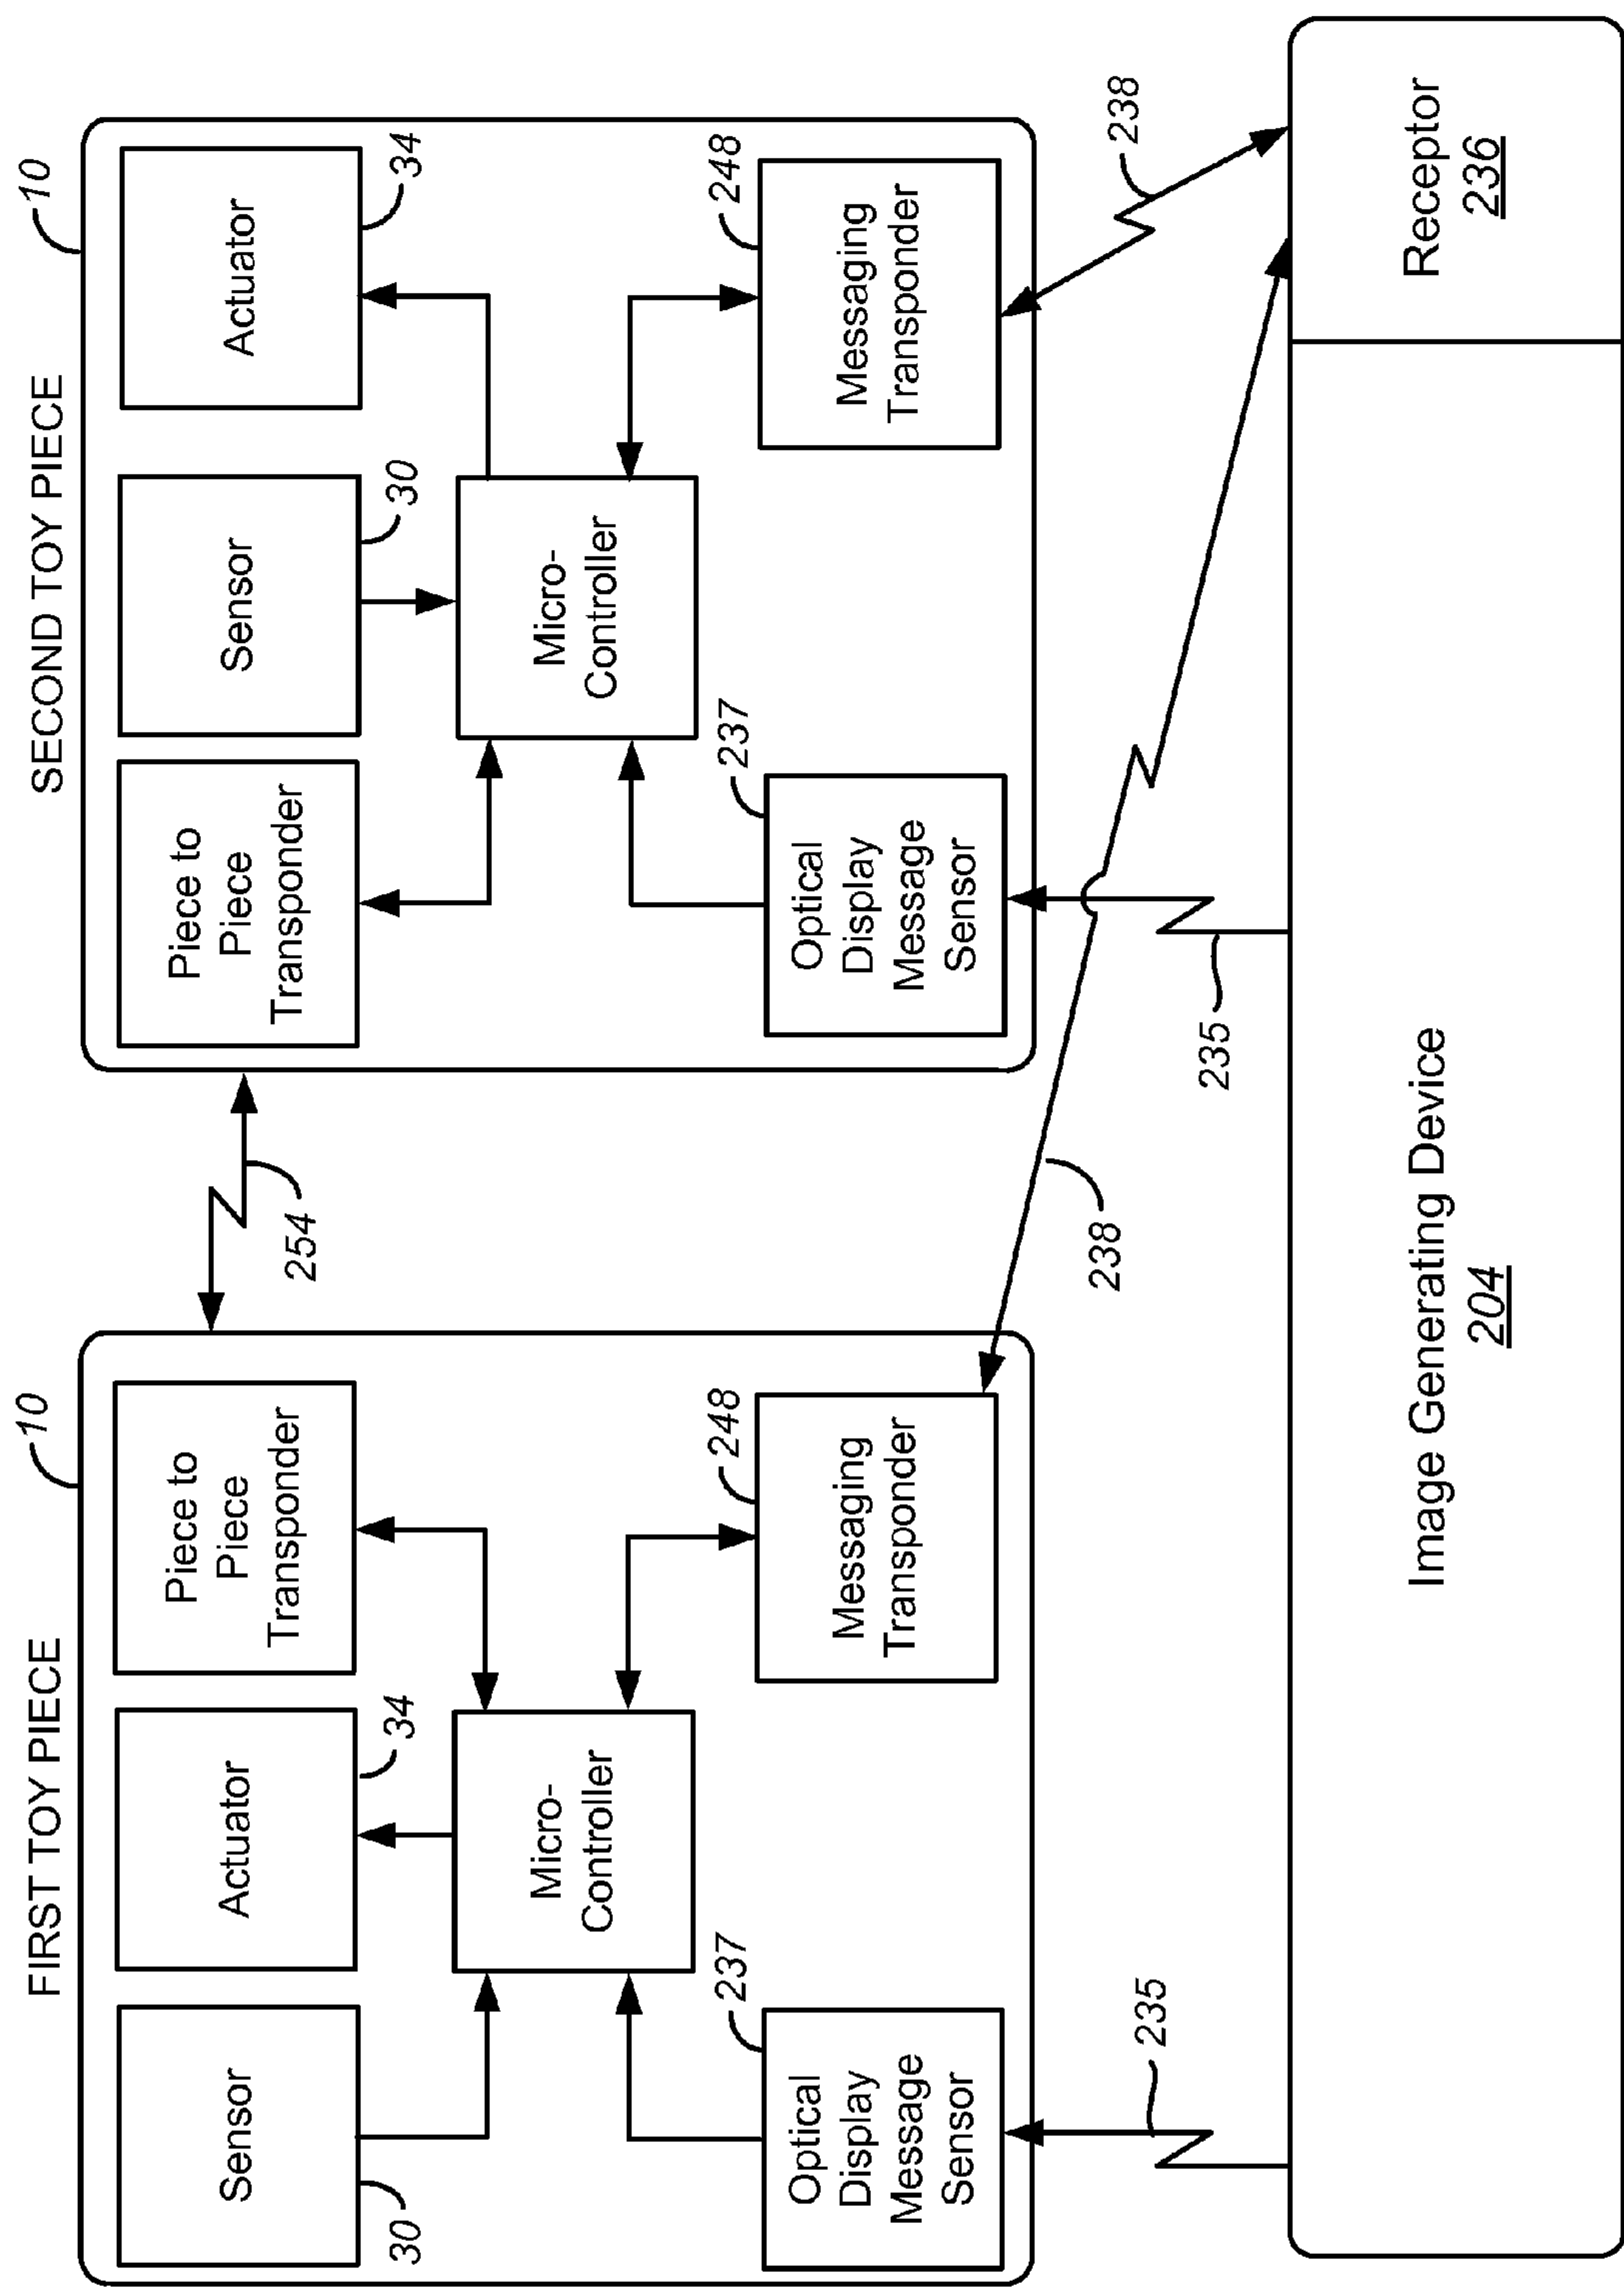 FIRST TOY PIECE
10
Sensor
30
Actuator
34
Piece to
Piece
Transponder
Micro-
Controller
237
Optical
Display
Message
Sensor
248
Messaging
Transponder
254
SECOND TOY PIECE
10
Piece to
Piece
Transponder
Sensor
30
Actuator
34
Micro-
Controller
237
Optical
Display
Message
Sensor
248
Messaging
Transponder
235
238
235
238
Image Generating Device
204
Receptor
236